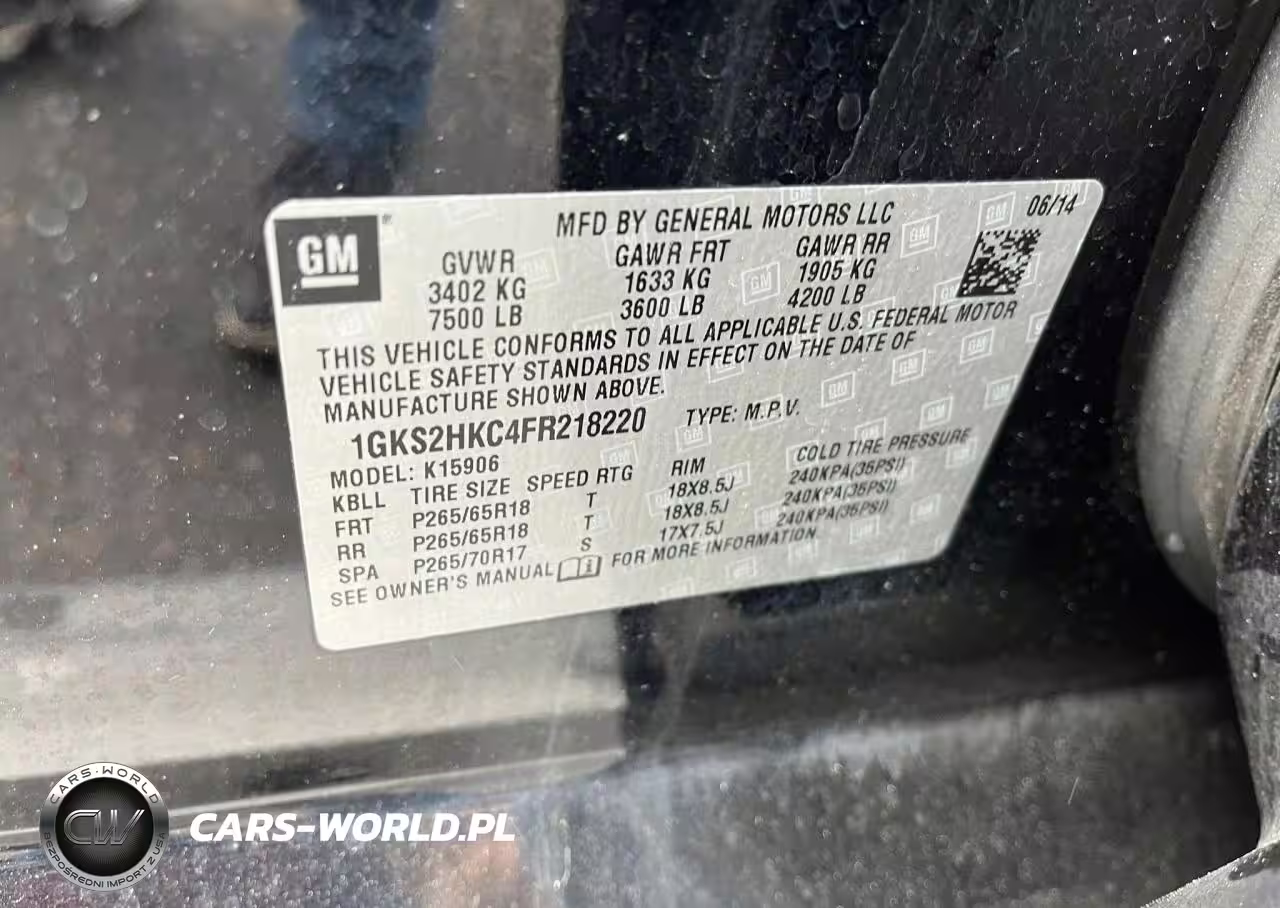 GM
MFD BY GENERAL MOTORS LLC 06/14
GVWR GAWR FRT GAWR RR
3402 KG 1633 KG 1905 KG
7500 LB 3600 LB 4200 LB
THIS VEHICLE CONFORMS TO ALL APPLICABLE U.S. FEDERAL MOTOR
VEHICLE SAFETY STANDARDS IN EFFECT ON THE DATE OF
MANUFACTURE SHOWN ABOVE.
1GKS2HKC4FR218220 TYPE: M.P.V.
MODEL: K15906
KBLL TIRE SIZE SPEED RTG RIM COLD TIRE PRESSURE
FRT P265/65R18 T 18X8.5J 240KPA(35PSI)
RR P265/65R18 T 18X8.5J 240KPA(35PSI)
SPA P265/70R17 S 17X7.5J 240KPA(35PSI)
SEE OWNER'S MANUAL FOR MORE INFORMATION
CARS-WORLD
CW
BEZPOŚREDNI IMPORT Z USA
CARS-WORLD.PL